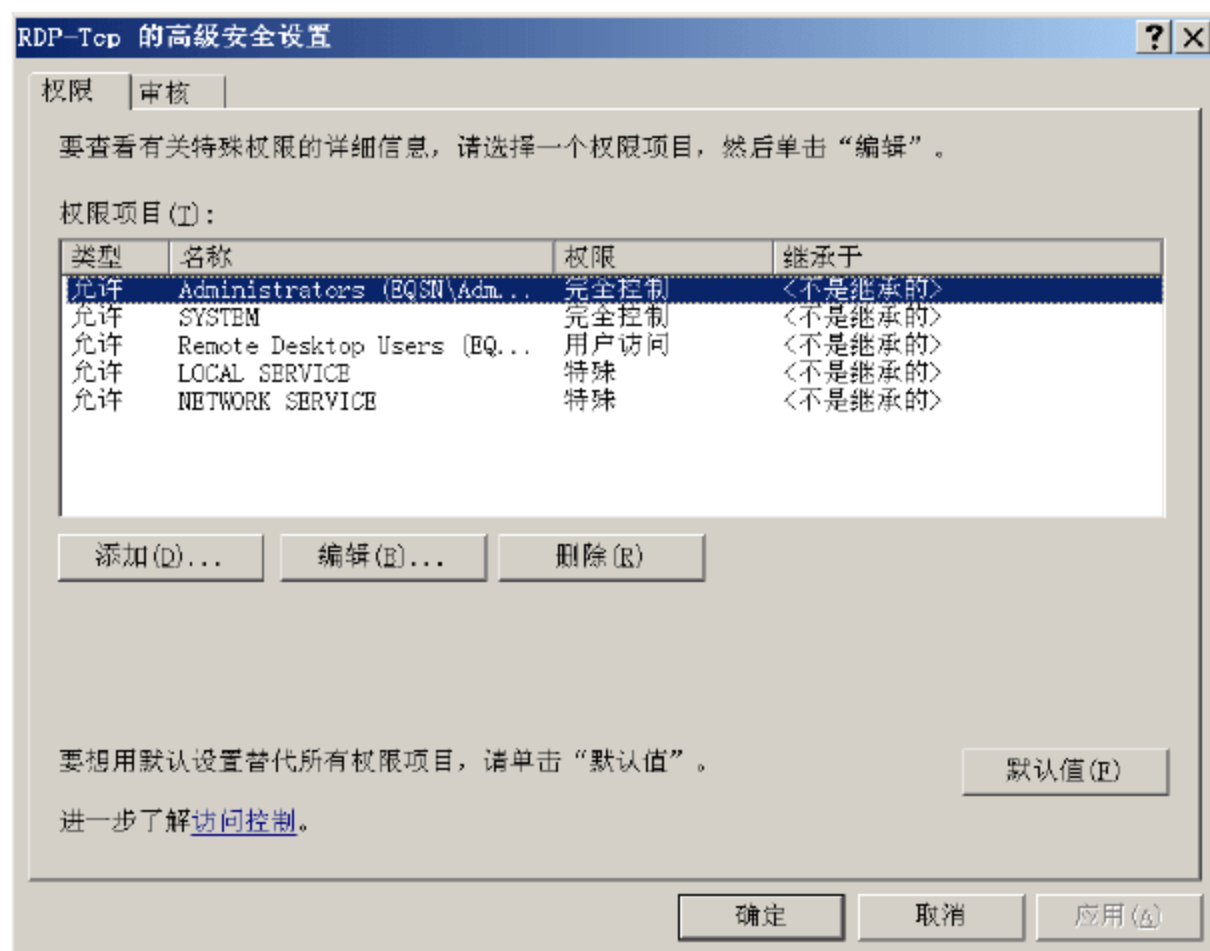 RDP-Tcp 的高级安全设置
权限 审核
要查看有关特殊权限的详细信息，请选择一个权限项目，然后单击“编辑”。
权限项目(T):
类型 名称 权限 继承于
允许 Administrators (EQSN\Adm... 完全控制 <不是继承的>
允许 SYSTEM 完全控制 <不是继承的>
允许 Remote Desktop Users (EQ... 用户访问 <不是继承的>
允许 LOCAL SERVICE 特殊 <不是继承的>
允许 NETWORK SERVICE 特殊 <不是继承的>
添加(D)... 编辑(E)... 删除(R)
要想用默认设置替代所有权限项目，请单击“默认值”。
默认值(F)
进一步了解访问控制。
确定 取消 应用(A)